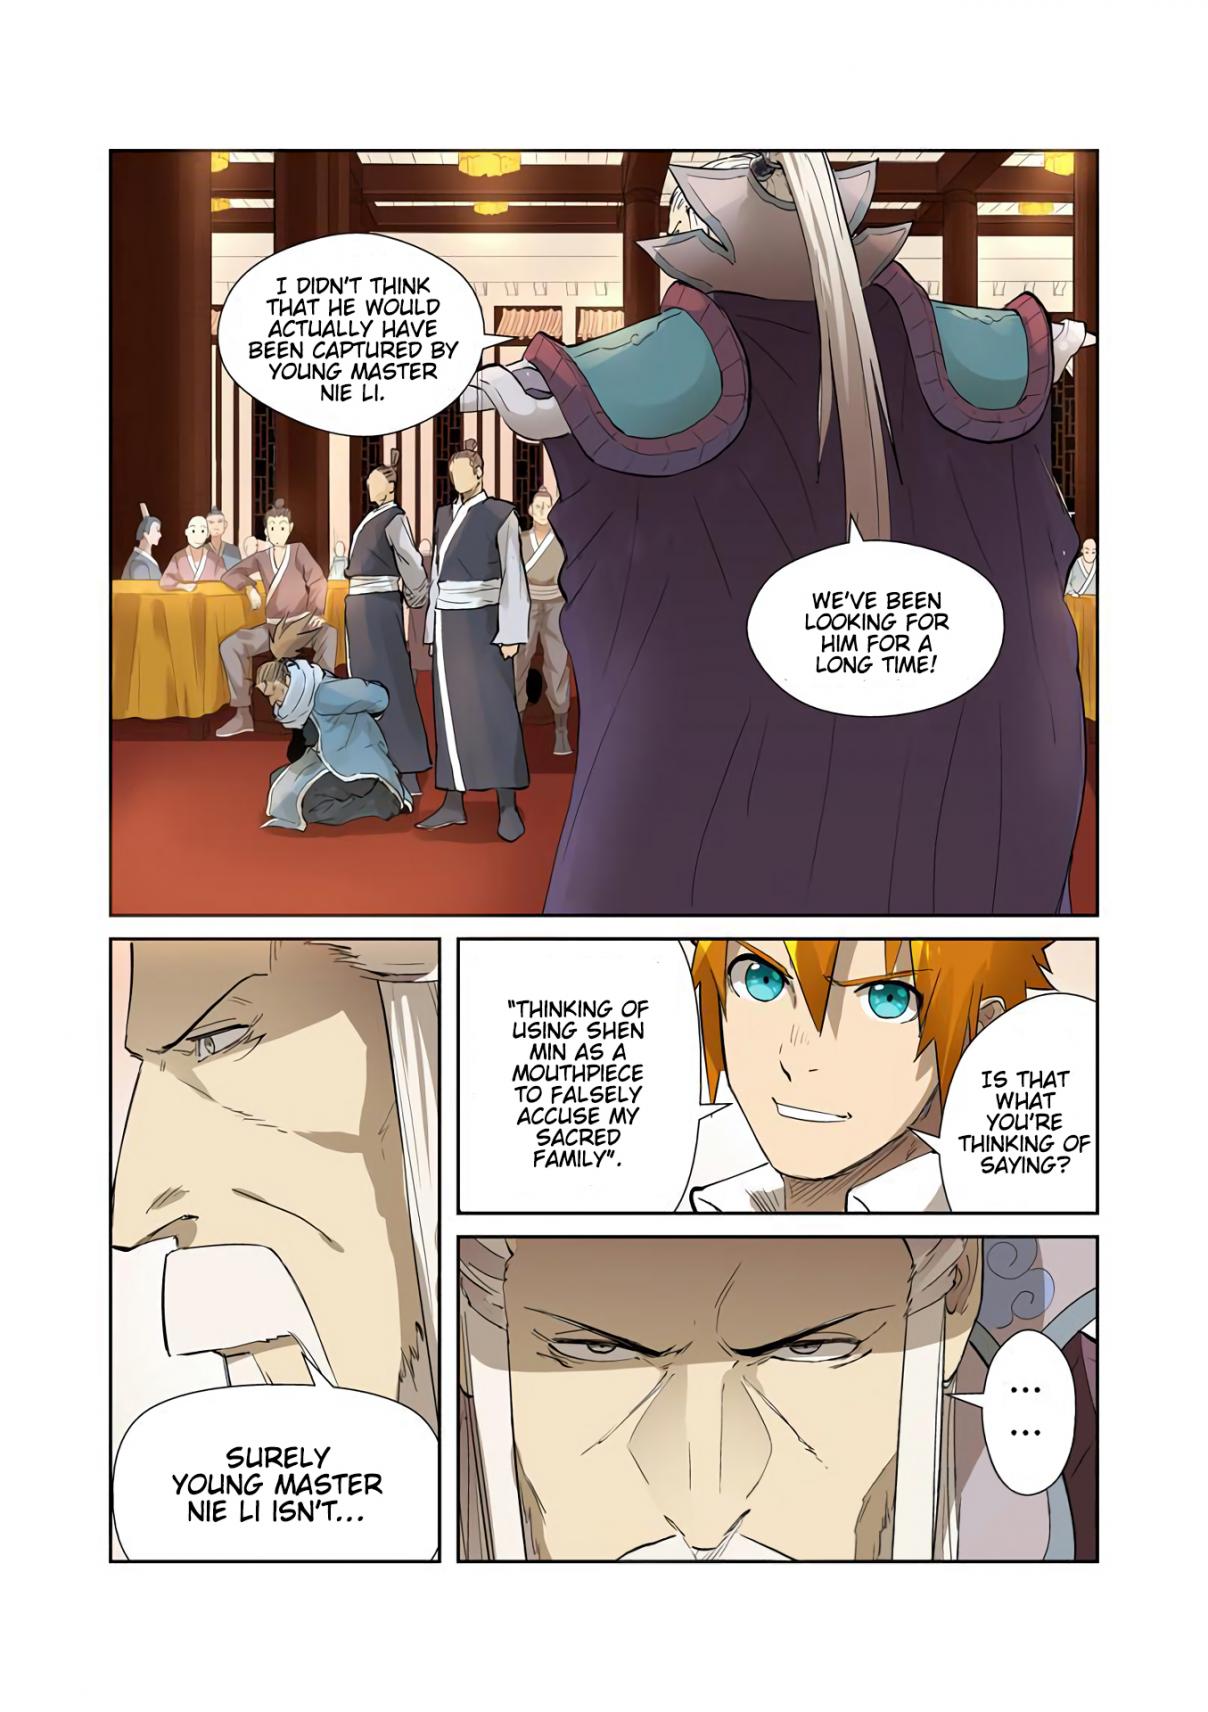 I DIDN'T THINK
THAT HE WOULD
ACTUALLY HAVE
BEEN CAPTURED BY
YOUNG MASTER
NIE LI.
WE'VE BEEN
LOOKING FOR
HIM FOR A
LONG TIME!
SURELY
YOUNG MASTER
NIE LI ISN'T...
"THINKING OF
USING SHEN
MIN AS A
MOUTHPIECE
TO FALSELY
ACCUSE MY
SACRED
FAMILY".
IS THAT
WHAT
YOU'RE
THINKING OF
SAYING?
...
...